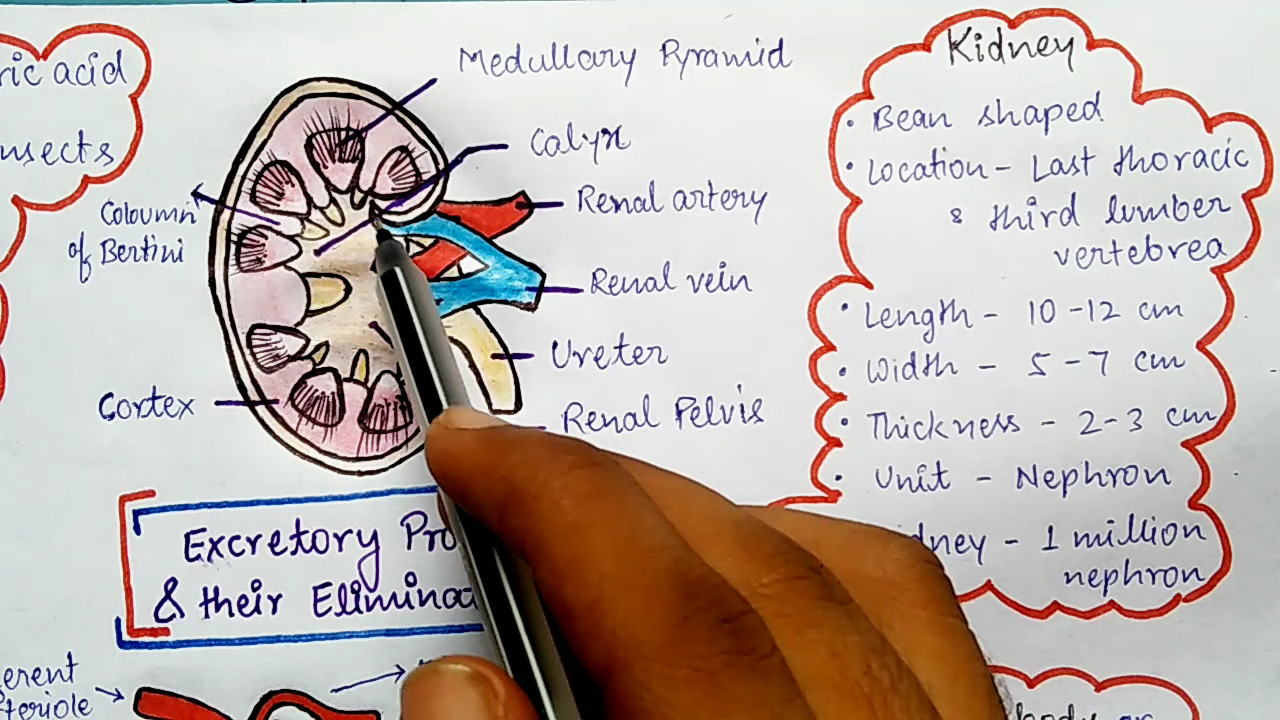 ric acid
nsects
Medullary Pyramid
Calyx
Renal artery
Renal vein
Ureter
Renal Pelvis
Coloumn
of Bertini
Cortex
Excretory Pro
& their Elimina
erent
teriole
Kidney
• Bean shaped
• Location - Last thoracic
& third lumber
vertebrea
• Length - 10-12 cm
• Width - 5-7 cm
• Thickness - 2-3 cm
• Unit - Nephron
dney - 1 million
nephron